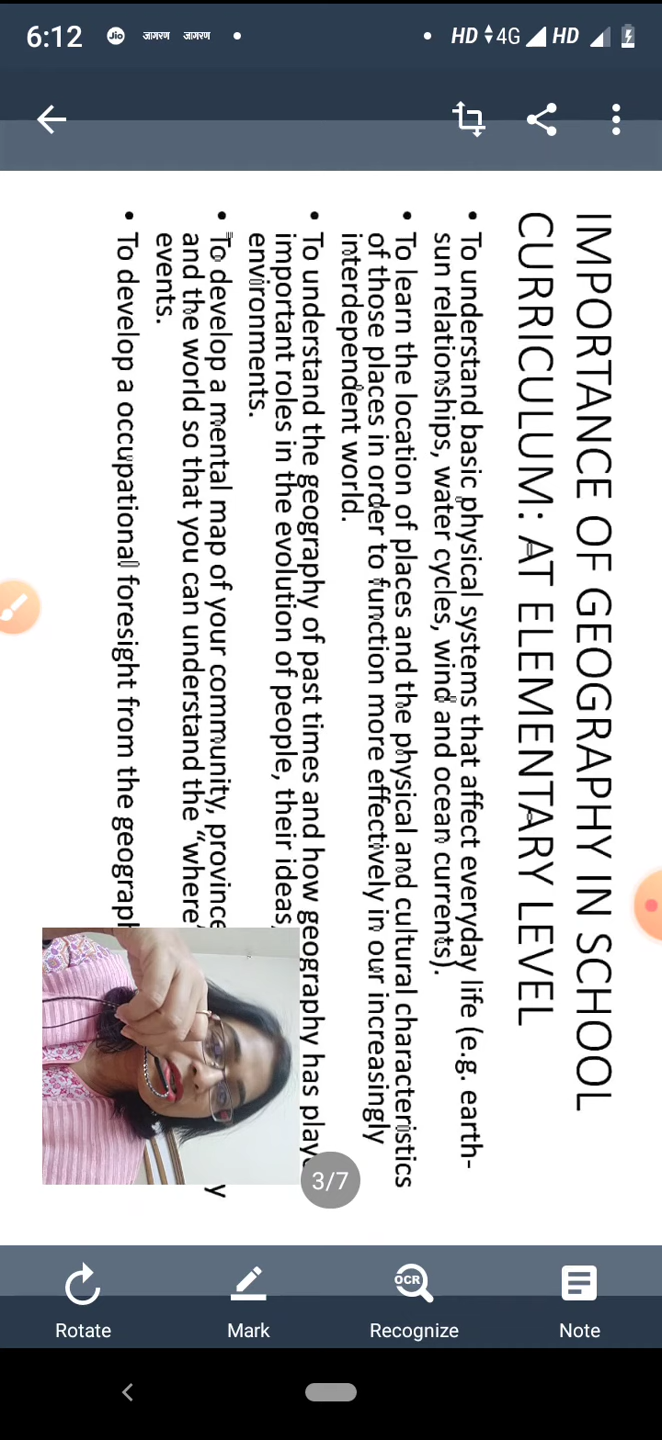 6:12 Jio जागरण जागरण HD 4G HD
IMPORTANCE OF GEOGRAPHY IN SCHOOL
CURRICULUM: AT ELEMENTARY LEVEL
• To understand basic physical systems that affect everyday life (e.g. earth-
sun relationships, water cycles, wind and ocean currents).
• To learn the location of places and the physical and cultural characteristics
of those places in order to function more effectively in our increasingly
interdependent world.
• To understand the geography of past times and how geography has play
important roles in the evolution of people, their ideas,
environments.
• To develop a mental map of your community, province, y
and the world so that you can understand the “where
events.
• To develop a occupational foresight from the geograph
3/7
Rotate
Mark
OCR
Recognize
Note